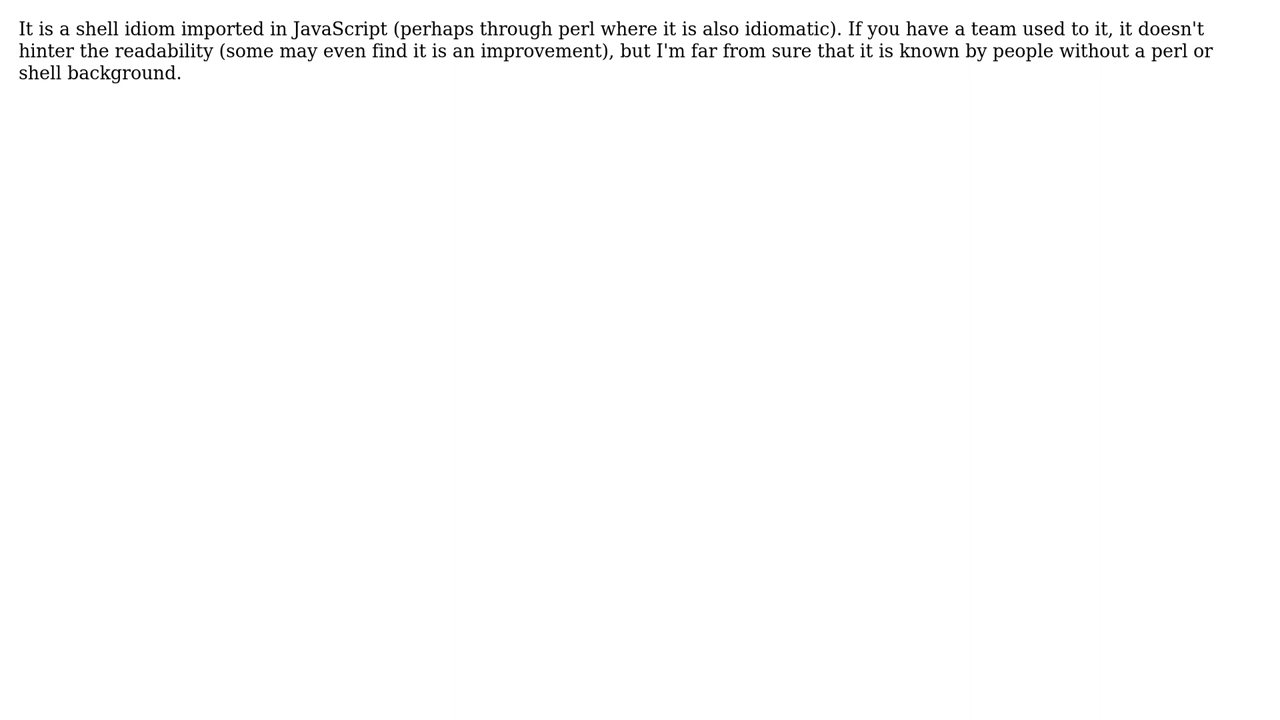 It is a shell idiom imported in JavaScript (perhaps through perl where it is also idiomatic). If you have a team used to it, it doesn't
hinter the readability (some may even find it is an improvement), but I'm far from sure that it is known by people without a perl or
shell background.